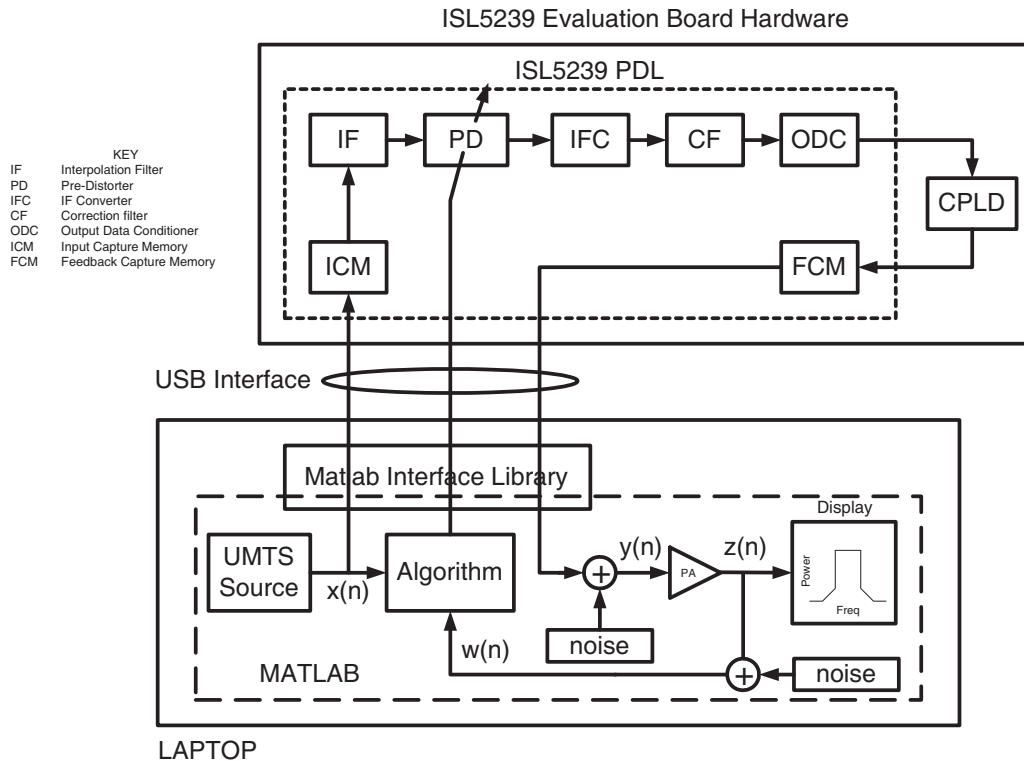 ISL5239 Evaluation Board Hardware
ISL5239 PDL
IF
PD
IFC
CF
ODC
CPLD
ICM
FCM
KEY
IF Interpolation Filter
PD Pre-Distorter
IFC IF Converter
CF Correction filter
ODC Output Data Conditioner
ICM Input Capture Memory
FCM Feedback Capture Memory
USB Interface
Matlab Interface Library
UMTS
Source
x(n)
Algorithm
w(n)
+
noise
y(n)
PA
z(n)
Display
Power
Freq
+
noise
MATLAB
LAPTOP